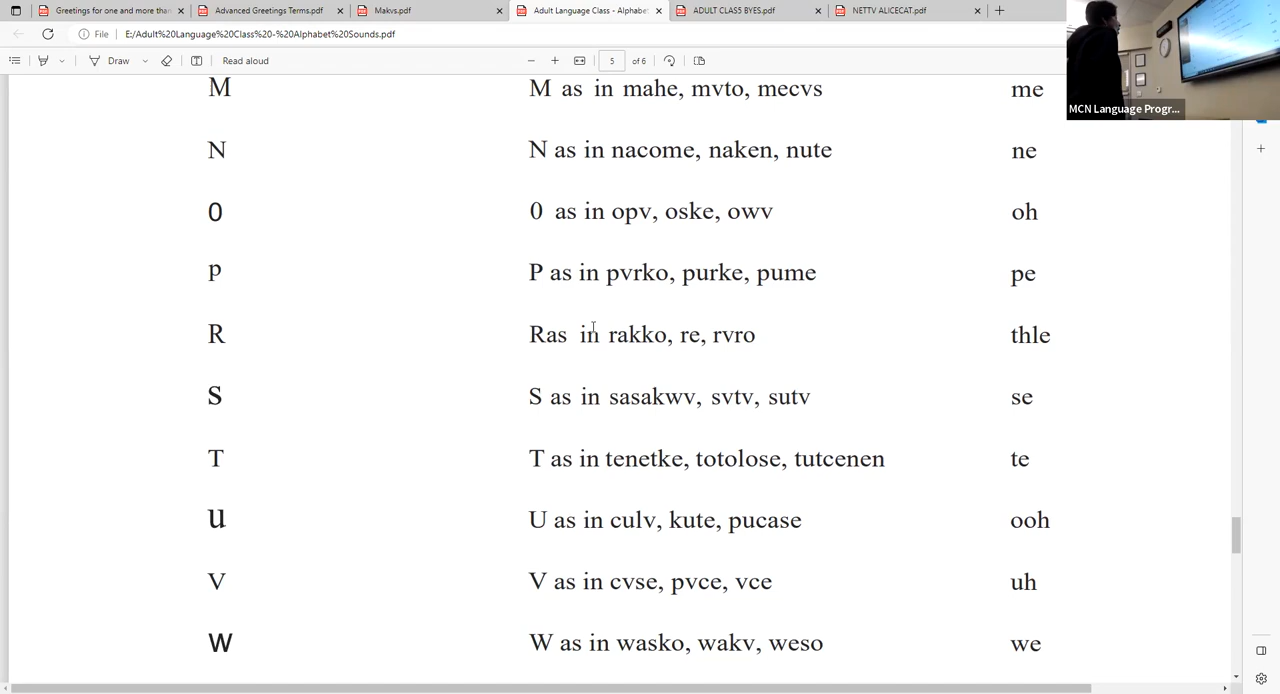 Greetings for one and more than
Advanced Greetings Terms.pdf
Makvs.pdf
Adult Language Class - Alphabet
ADULT CLAS5 BYES.pdf
NETTV ALICECAT.pdf
File E:/Adult%20Language%20Class%20-%20Alphabet%20Sounds.pdf
Draw Read aloud 5 of 6
MCN Language Progr...
M M as in mahe, mvto, mecvs me
N N as in nacome, naken, nute ne
0 0 as in opv, oske, owv oh
p P as in pvrko, purke, pume pe
R Ras in rakko, re, rvro thle
S S as in sasakwv, svtv, sutv se
T T as in tenetke, totolose, tutcenen te
u U as in culv, kute, pucase ooh
V V as in cvse, pvce, vce uh
W W as in wasko, wakv, weso we